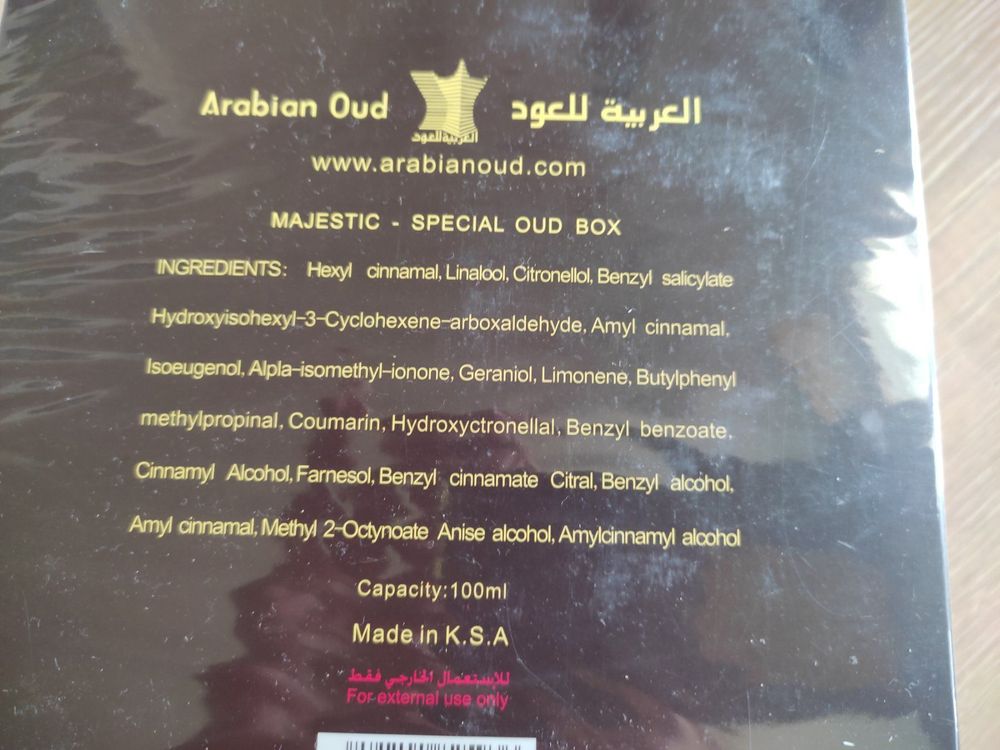 Arabian Oud العربية للعود
العربية للعود
www.arabianoud.com
MAJESTIC - SPECIAL OUD BOX
INGREDIENTS: Hexyl cinnamal, Linalool, Citronellol, Benzyl salicylate
Hydroxyisohexyl-3-Cyclohexene-arboxaldehyde, Amyl cinnamal,
Isoeugenol, Alpla-isomethyl-ionone, Geraniol, Limonene, Butylphenyl
methylpropinal, Coumarin, Hydroxyctronellal, Benzyl benzoate,
Cinnamyl Alcohol, Farnesol, Benzyl cinnamate Citral, Benzyl alcohol,
Amyl cinnamal, Methyl 2-Octynoate Anise alcohol, Amylcinnamyl alcohol
Capacity:100ml
Made in K.S.A
للإستعمال الخارجي فقط
For external use only